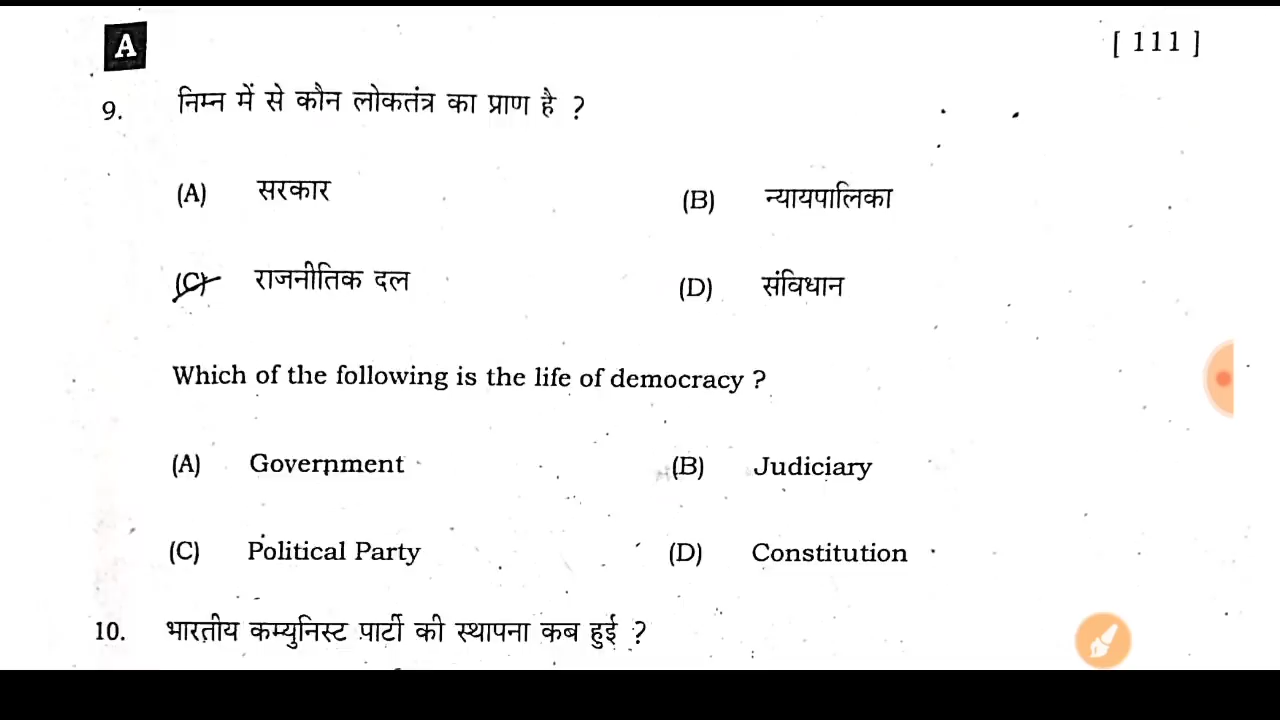 A
[ 111 ]
9. निम्न में से कौन लोकतंत्र का प्राण है ?
(A) सरकार (B) न्यायपालिका
(C) राजनीतिक दल (D) संविधान
Which of the following is the life of democracy ?
(A) Government (B) Judiciary
(C) Political Party (D) Constitution
10. भारतीय कम्युनिस्ट पार्टी की स्थापना कब हुई ?